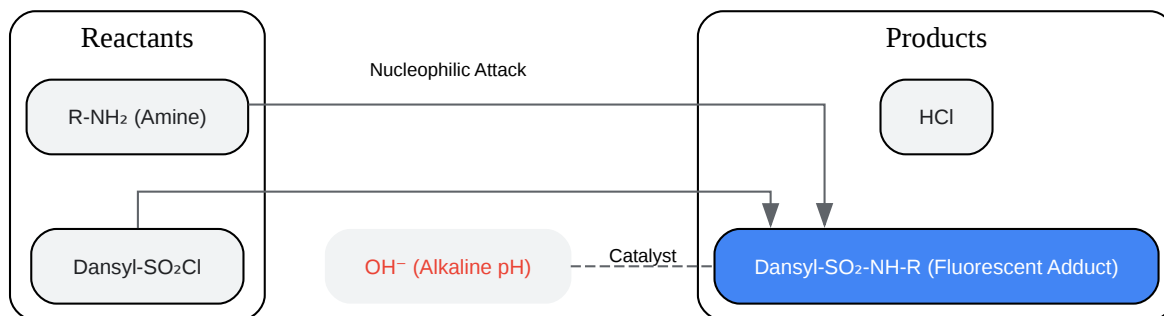 Reactants
Products
Nucleophilic Attack
R-NH₂ (Amine)
HCl
Dansyl-SO₂Cl
OH⁻ (Alkaline pH)
Catalyst
Dansyl-SO₂-NH-R (Fluorescent Adduct)